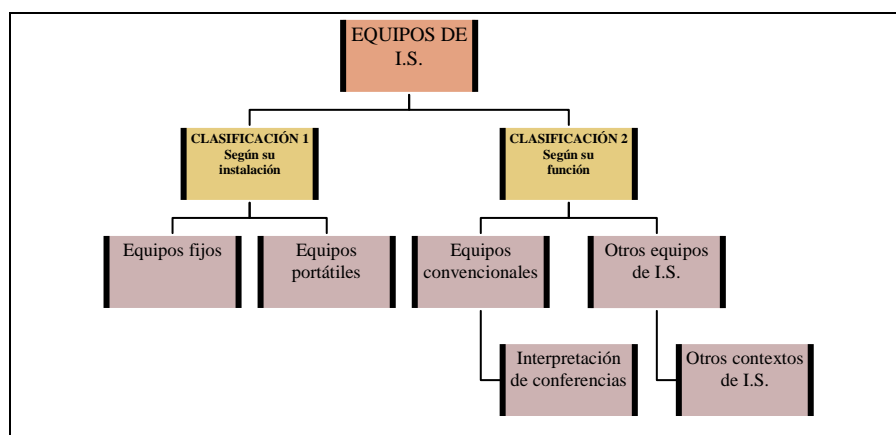 EQUIPOS DE
I.S.
CLASIFICACIÓN 1
Según su
instalación
CLASIFICACIÓN 2
Según su
función
Equipos fijos
Equipos
portátiles
Equipos
convencionales
Otros equipos
de I.S.
Interpretación
de conferencias
Otros contextos
de I.S.